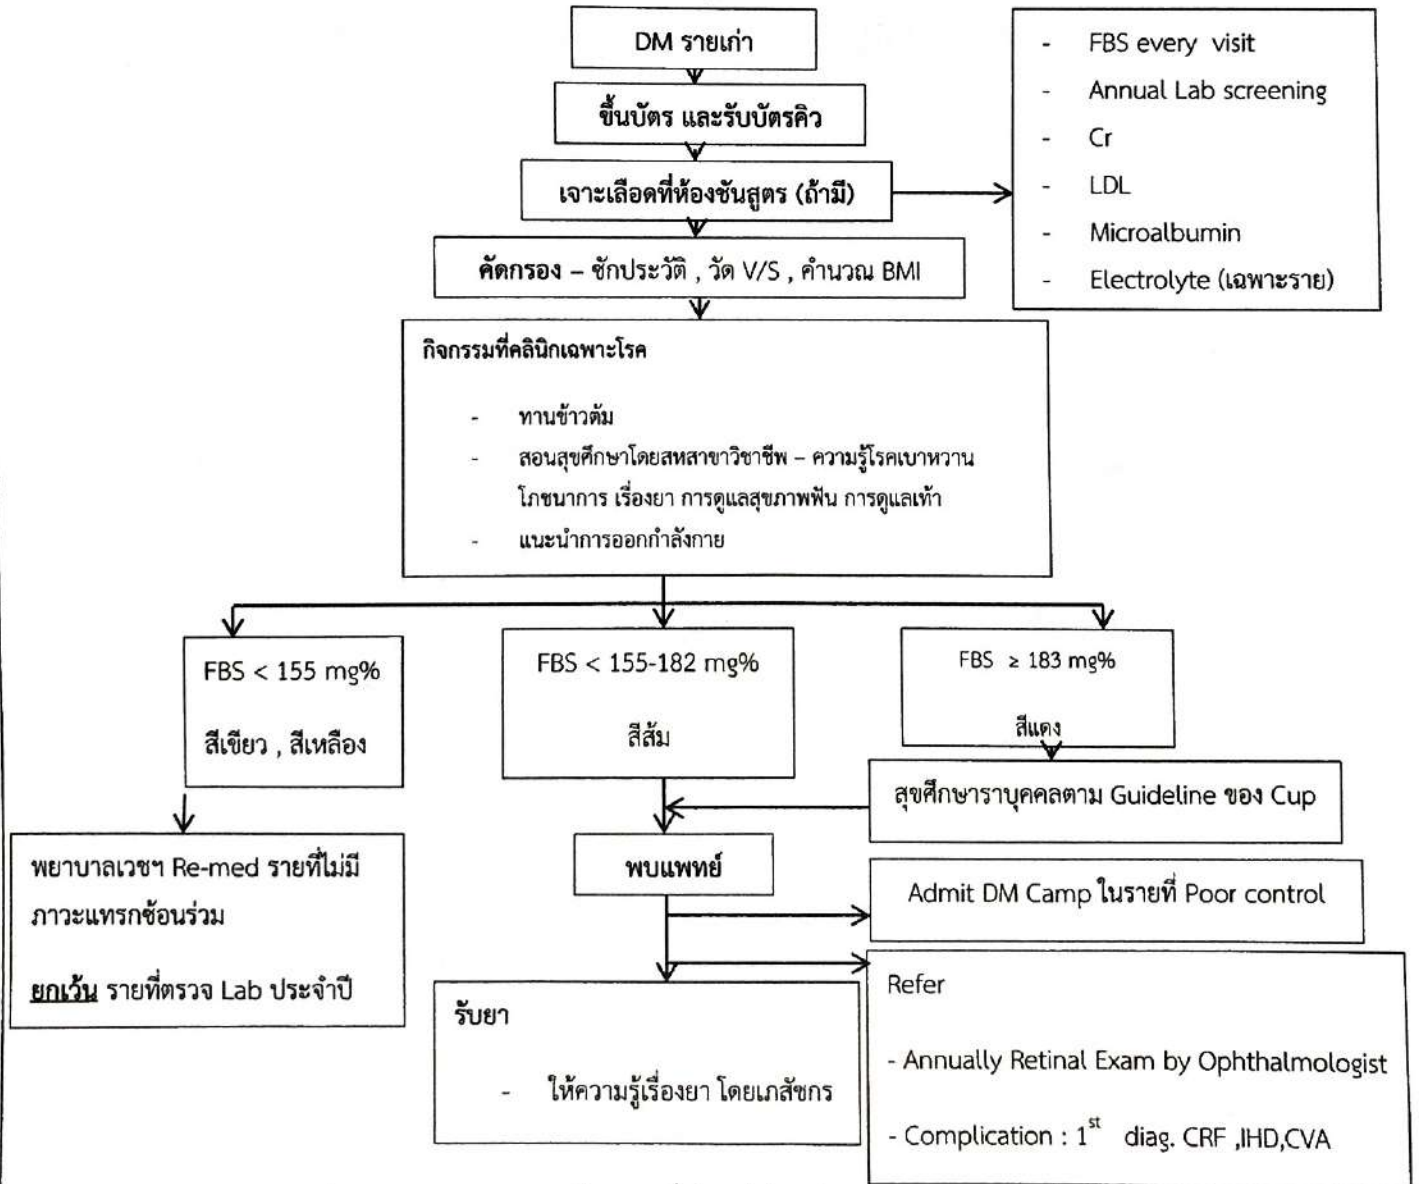 DM รายเก่า
ขึ้นบัตร และรับบัตรคิว
เจาะเลือดที่ห้องชันสูตร (ถ้ามี)
- FBS every visit
- Annual Lab screening
- Cr
- LDL
- Microalbumin
- Electrolyte (เฉพาะราย)
คัดกรอง – ซักประวัติ , วัด V/S , คำนวณ BMI
กิจกรรมที่คลินิกเฉพาะโรค
- ทานข้าวต้ม
- สอนสุขศึกษาโดยสหสาขาวิชาชีพ – ความรู้โรคเบาหวาน
โภชนาการ เรื่องยา การดูแลสุขภาพฟัน การดูแลเท้า
- แนะนำการออกกำลังกาย
FBS < 155 mg%
สีเขียว , สีเหลือง
FBS < 155-182 mg%
สีส้ม
FBS ≥ 183 mg%
สีแดง
สุขศึกษาราบุคคลตาม Guideline ของ Cup
พยาบาลเวชฯ Re-med รายที่ไม่มี
ภาวะแทรกซ้อนร่วม
ยกเว้น รายที่ตรวจ Lab ประจำปี
พบแพทย์
Admit DM Camp ในรายที่ Poor control
รับยา
- ให้ความรู้เรื่องยา โดยเภสัชกร
Refer
- Annually Retinal Exam by Ophthalmologist
- Complication : 1st diag. CRF ,IHD,CVA